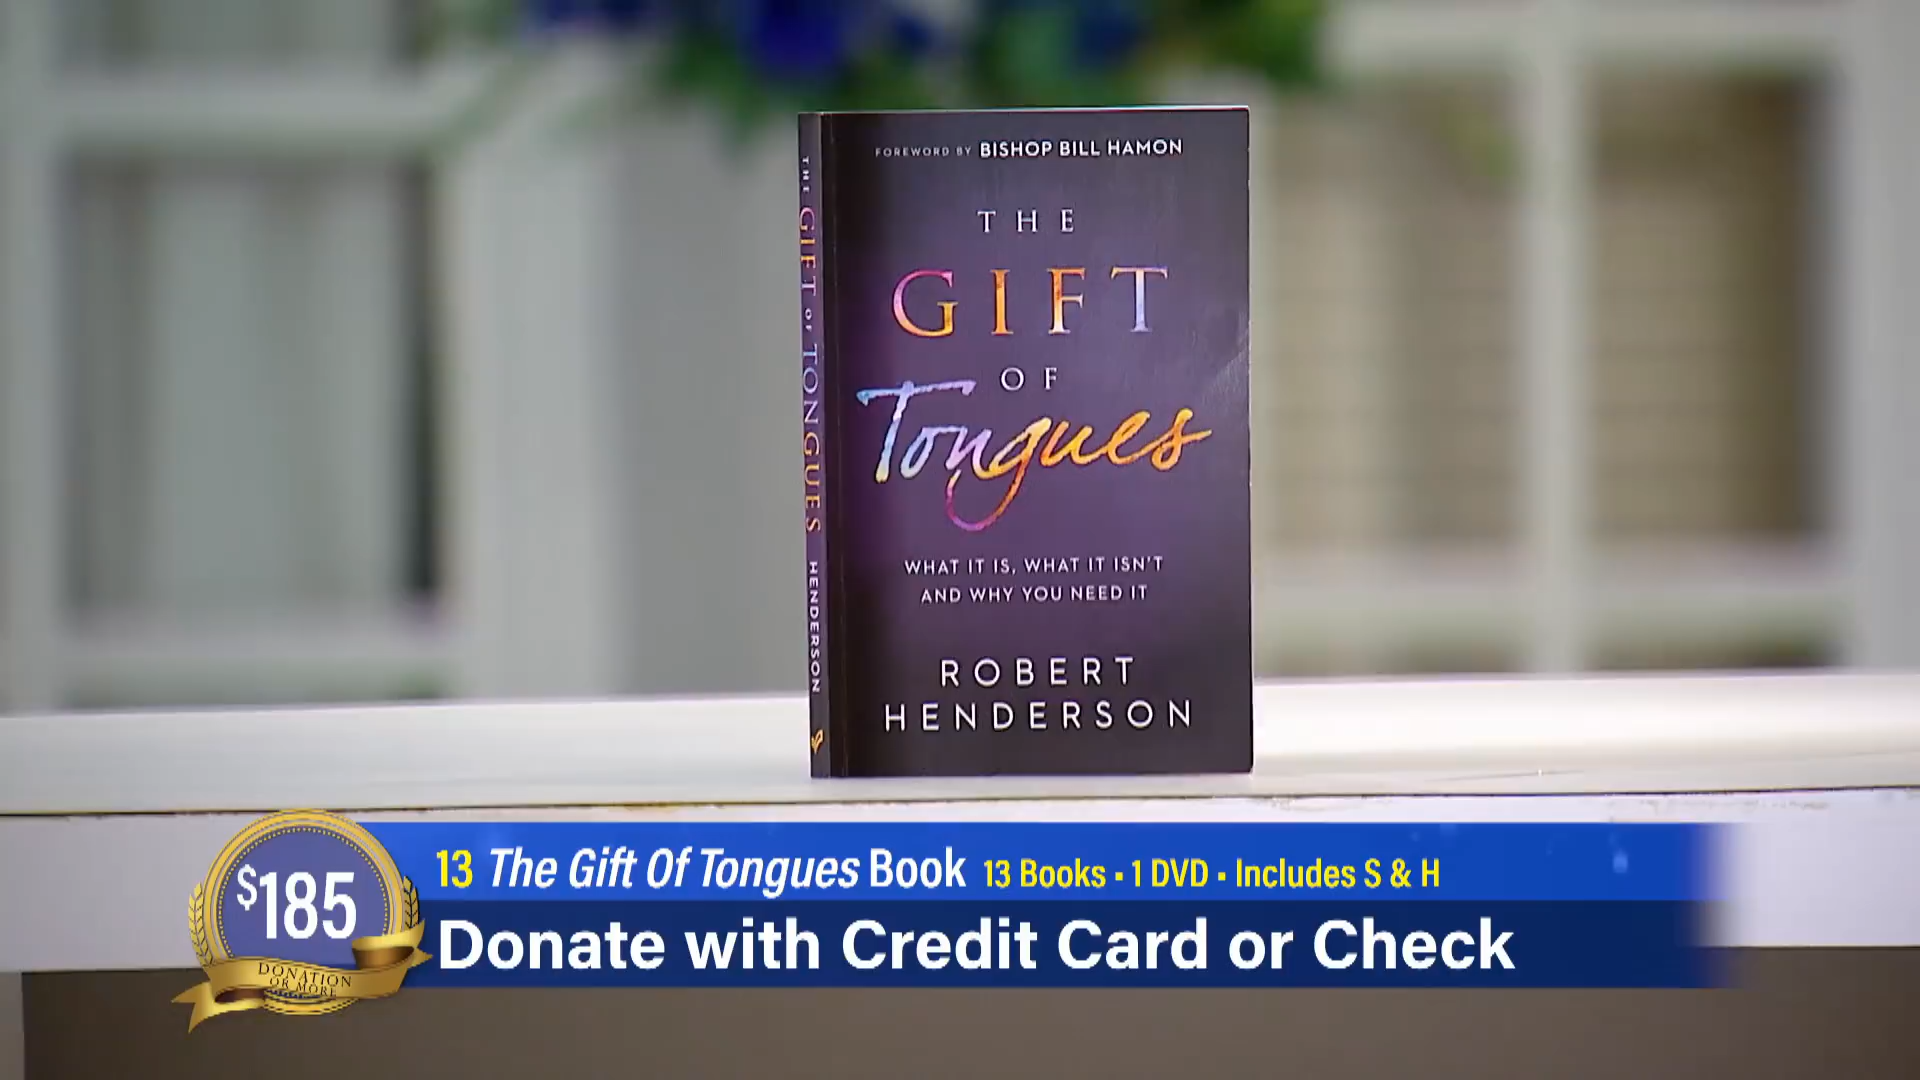 FOREWORD BY BISHOP BILL HAMON
THE
GIFT
OF
Tongues
WHAT IT IS, WHAT IT ISN'T
AND WHY YOU NEED IT
ROBERT
HENDERSON
THE GIFT OF TONGUES HENDERSON
$185
DONATION
OR MORE
13 The Gift Of Tongues Book 13 Books • 1 DVD • Includes S & H
Donate with Credit Card or Check